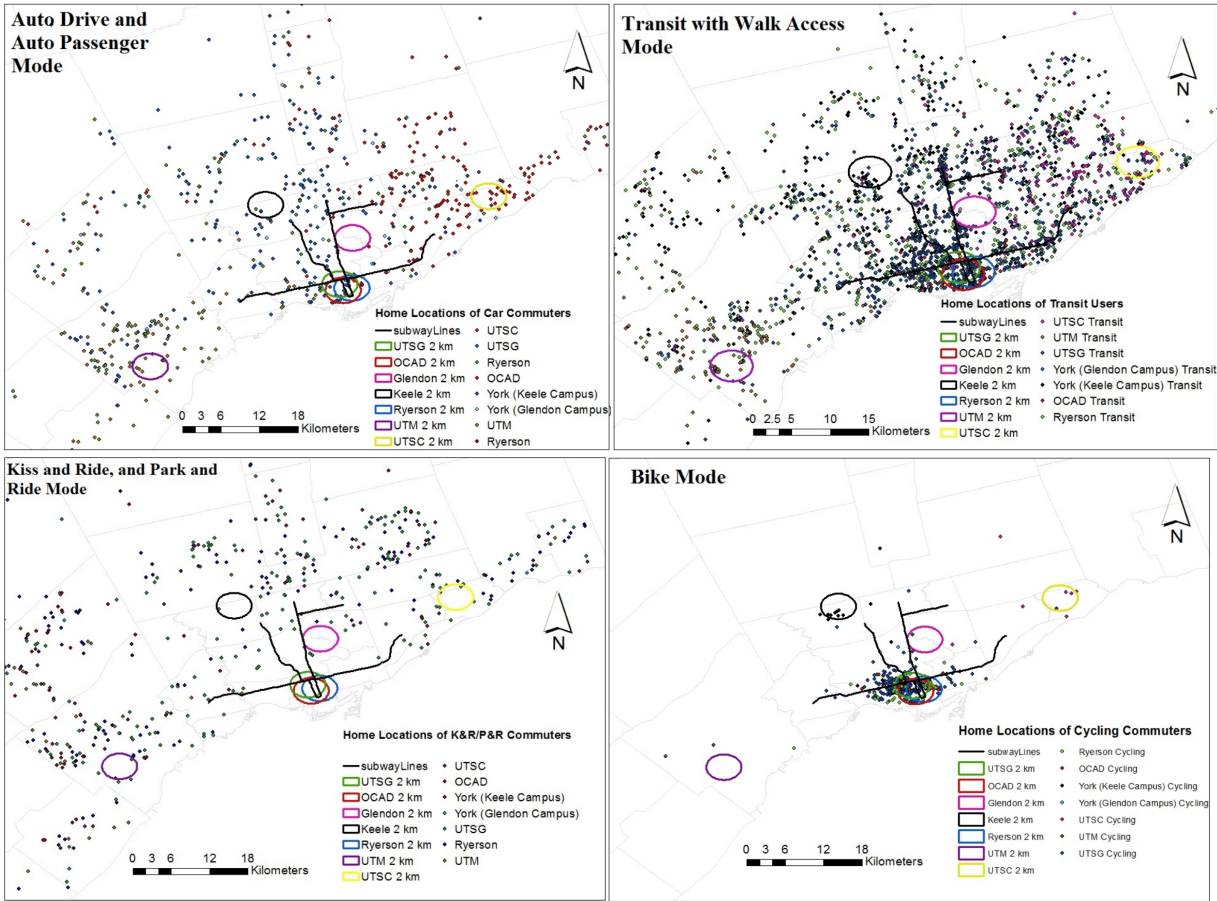 Auto Drive and
Auto Passenger
Mode
N
Home Locations of Car Commuters
subwayLines
UTSG 2 km
OCAD 2 km
Glendon 2 km
Keele 2 km
Ryerson 2 km
UTM 2 km
UTSC 2 km
UTSC
UTSG
Ryerson
OCAD
York (Keele Campus)
York (Glendon Campus)
UTM
Ryerson
0 3 6 12 18
Kilometers
Transit with Walk Access
Mode
N
Home Locations of Transit Users
subwayLines
UTSG 2 km
OCAD 2 km
Glendon 2 km
Keele 2 km
Ryerson 2 km
UTM 2 km
UTSC 2 km
UTSC Transit
UTM Transit
UTSG Transit
York (Glendon Campus) Transit
York (Keele Campus) Transit
OCAD Transit
Ryerson Transit
0 2.5 5 10 15
Kilometers
Kiss and Ride, and Park and
Ride Mode
N
Home Locations of K&R/P&R Commuters
subwayLines
UTSG 2 km
OCAD 2 km
Glendon 2 km
Keele 2 km
Ryerson 2 km
UTM 2 km
UTSC 2 km
UTSC
OCAD
York (Keele Campus)
York (Glendon Campus)
UTSG
Ryerson
UTM
0 3 6 12 18
Kilometers
Bike Mode
N
Home Locations of Cycling Commuters
subwayLines
UTSG 2 km
OCAD 2 km
Glendon 2 km
Keele 2 km
Ryerson 2 km
UTM 2 km
UTSC 2 km
Ryerson Cycling
OCAD Cycling
York (Keele Campus) Cycling
York (Glendon Campus) Cycling
UTSC Cycling
UTM Cycling
UTSG Cycling
0 3 6 12 18
Kilometers